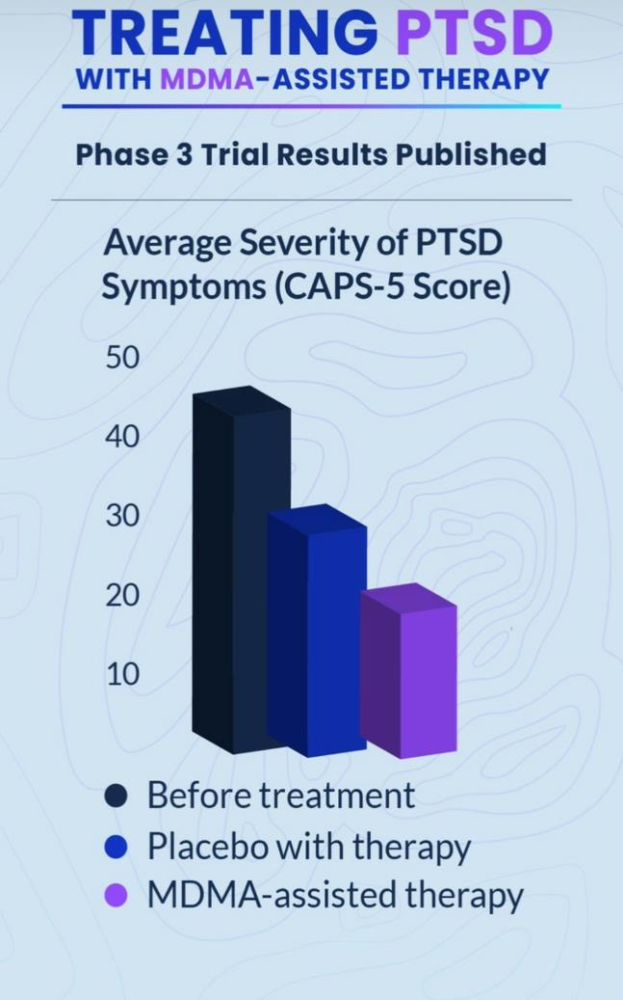 TREATING PTSD
WITH MDMA-ASSISTED THERAPY
Phase 3 Trial Results Published
Average Severity of PTSD
Symptoms (CAPS-5 Score)
50
40
30
20
10
Before treatment
Placebo with therapy
MDMA-assisted therapy